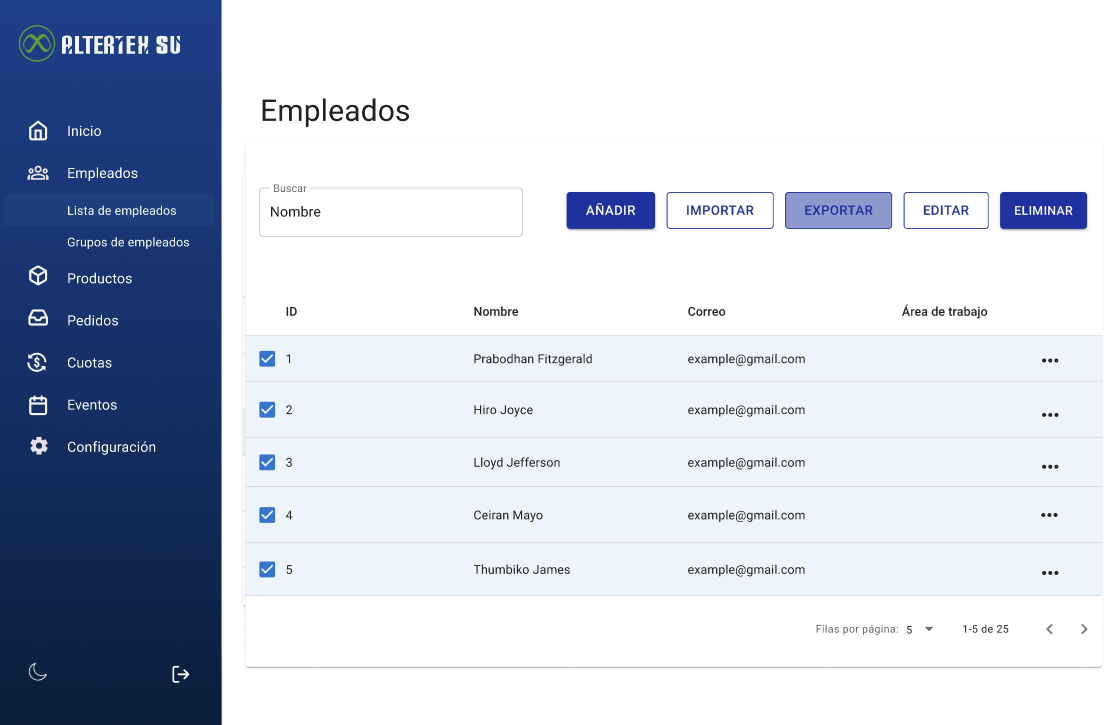 ALTERTEX SU
Inicio
Empleados
Lista de empleados
Grupos de empleados
Productos
Pedidos
Cuotas
Eventos
Configuración
Empleados
Buscar
Nombre
AÑADIR IMPORTAR EXPORTAR EDITAR ELIMINAR
ID Nombre Correo Área de trabajo
1 Prabodhan Fitzgerald example@gmail.com
2 Hiro Joyce example@gmail.com
3 Lloyd Jefferson example@gmail.com
4 Ceiran Mayo example@gmail.com
5 Thumbiko James example@gmail.com
Filas por página: 5 1-5 de 25